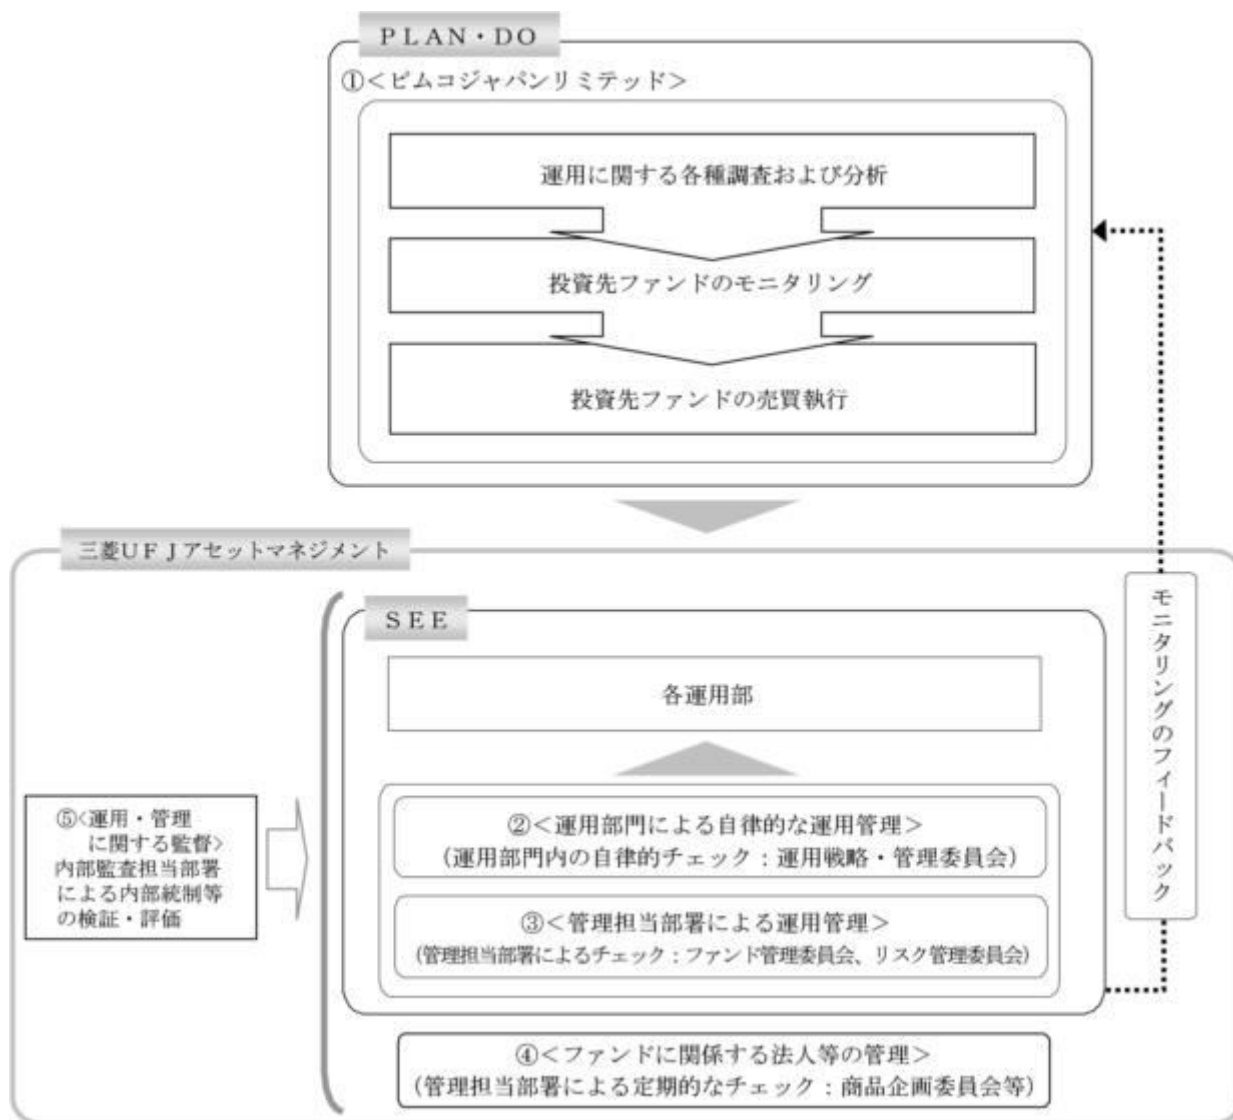 ＰＬＡＮ・ＤＯ
①＜ピムコジャパンリミテッド＞
運用に関する各種調査および分析
投資先ファンドのモニタリング
投資先ファンドの売買執行
三菱ＵＦＪアセットマネジメント
ＳＥＥ
各運用部
②＜運用部門による自律的な運用管理＞
（運用部門内の自律的チェック：運用戦略・管理委員会）
③＜管理担当部署による運用管理＞
（管理担当部署によるチェック：ファンド管理委員会、リスク管理委員会）
④＜ファンドに関係する法人等の管理＞
（管理担当部署による定期的なチェック：商品企画委員会等）
⑤＜運用・管理
に関する監督＞
内部監査担当部署
による内部統制等
の検証・評価
モニタリングのフィードバック